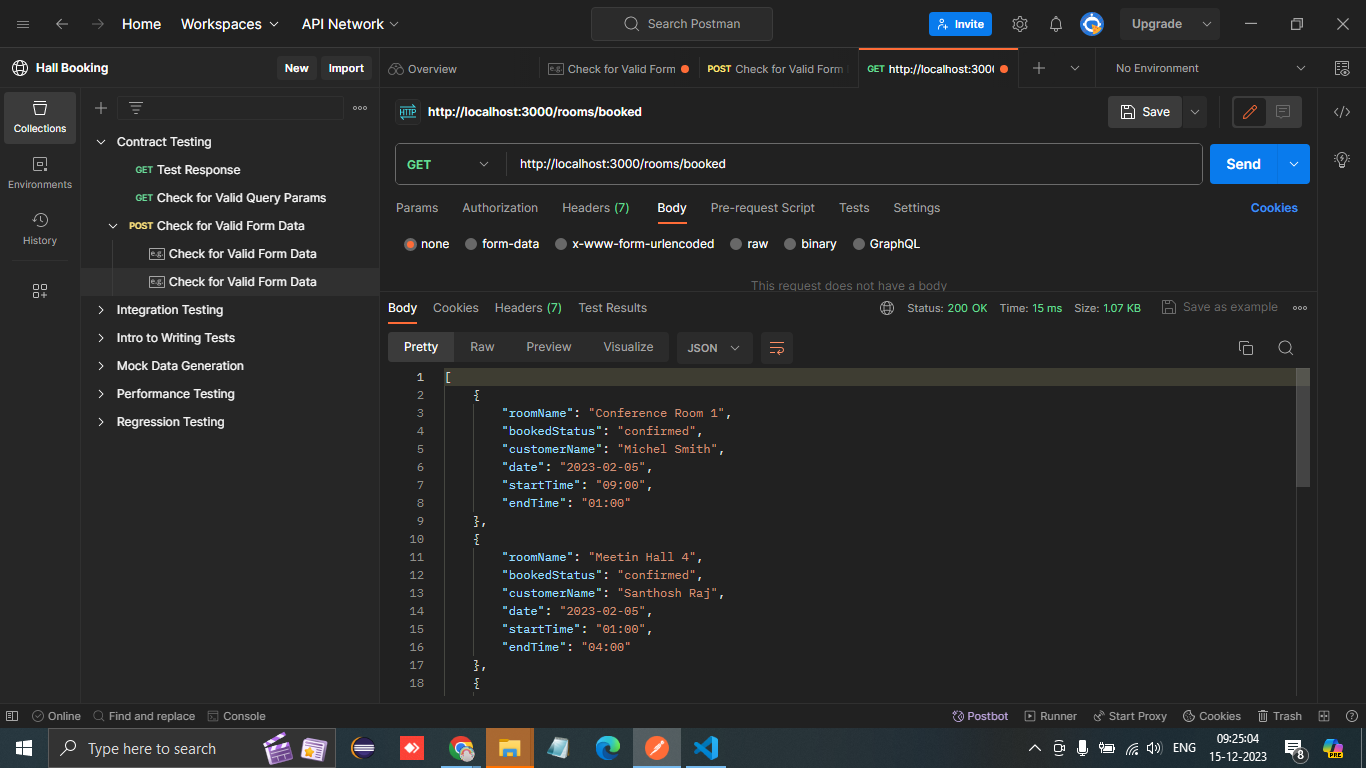 Home Workspaces API Network Search Postman Invite Upgrade
Hall Booking New Import Overview e.g. Check for Valid Form POST Check for Valid Form GET http://localhost:3000/ No Environment
Collections
Environments
History
Contract Testing
GET Test Response
GET Check for Valid Query Params
POST Check for Valid Form Data
e.g. Check for Valid Form Data
e.g. Check for Valid Form Data
Integration Testing
Intro to Writing Tests
Mock Data Generation
Performance Testing
Regression Testing
HTTP http://localhost:3000/rooms/booked Save
GET http://localhost:3000/rooms/booked Send
Params Authorization Headers (7) Body Pre-request Script Tests Settings Cookies
none form-data x-www-form-urlencoded raw binary GraphQL
This request does not have a body
Body Cookies Headers (7) Test Results Status: 200 OK Time: 15 ms Size: 1.07 KB Save as example
Pretty Raw Preview Visualize JSON
1 [
2 {
3 "roomName": "Conference Room 1",
4 "bookedStatus": "confirmed",
5 "customerName": "Michel Smith",
6 "date": "2023-02-05",
7 "startTime": "09:00",
8 "endTime": "01:00"
9 },
10 {
11 "roomName": "Meetin Hall 4",
12 "bookedStatus": "confirmed",
13 "customerName": "Santhosh Raj",
14 "date": "2023-02-05",
15 "startTime": "01:00",
16 "endTime": "04:00"
17 },
18 {
Online Find and replace Console Postbot Runner Start Proxy Cookies Trash
Type here to search ENG 09:25:04
15-12-2023 8 PRE